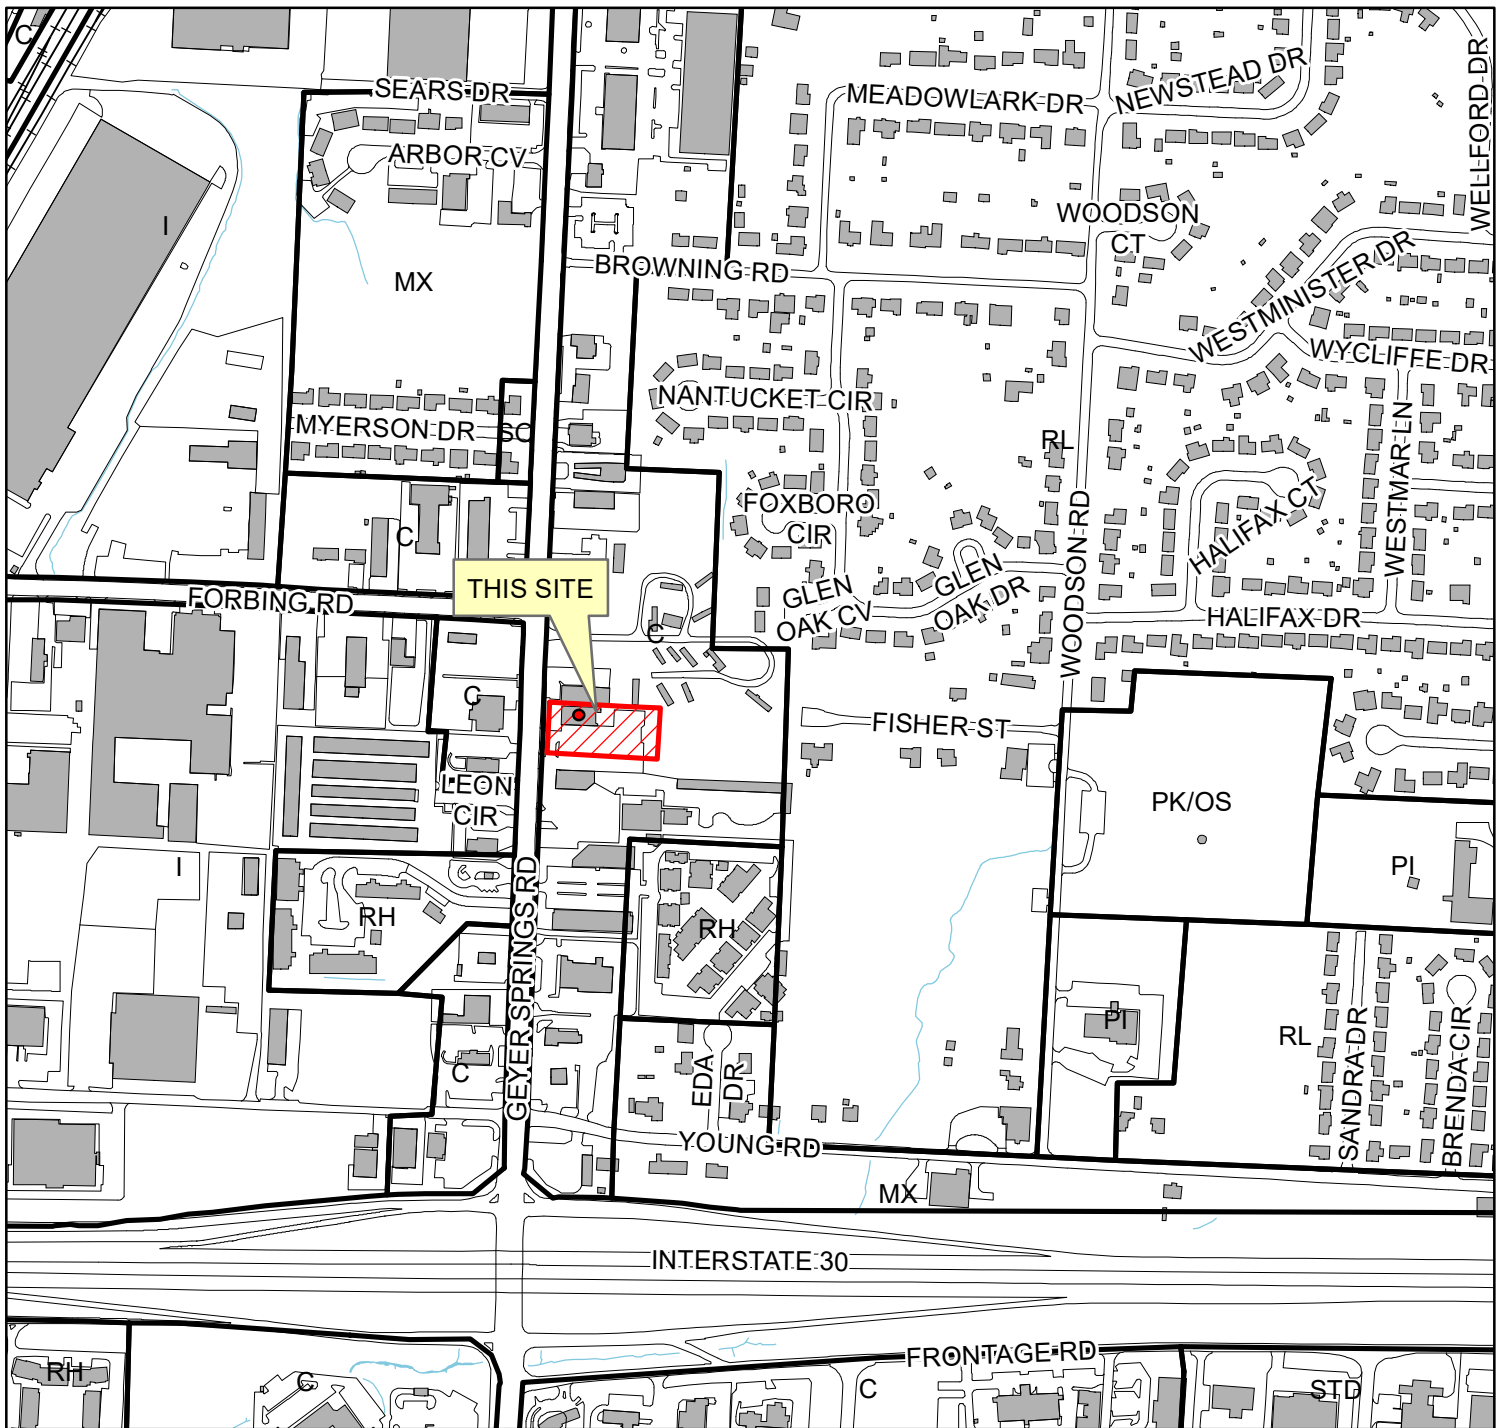 C
SEARS DR
MEADOWLARK DR
NEWSTEAD DR
WELLFORD DR
ARBOR CV
I
WOODSON
CT
MX
BROWNING RD
WESTMINISTER DR
WYCLIFFE DR
NANTUCKET CIR
MYERSON DR
SC
RL
WESTMAR LN
FOXBORO
CIR
HALIFAX CT
C
WOODSON RD
THIS SITE
FORBING RD
GLEN
OAK CV
GLEN
OAK DR
HALIFAX DR
C
C
FISHER ST
LEON
CIR
PK/OS
I
PI
RH
RH
GEYER SPRINGS RD
PI
RL
SANDRA DR
BRENDA CIR
C
EDA
DR
YOUNG RD
MX
INTERSTATE 30
FRONTAGE RD
RH
C
C
STD